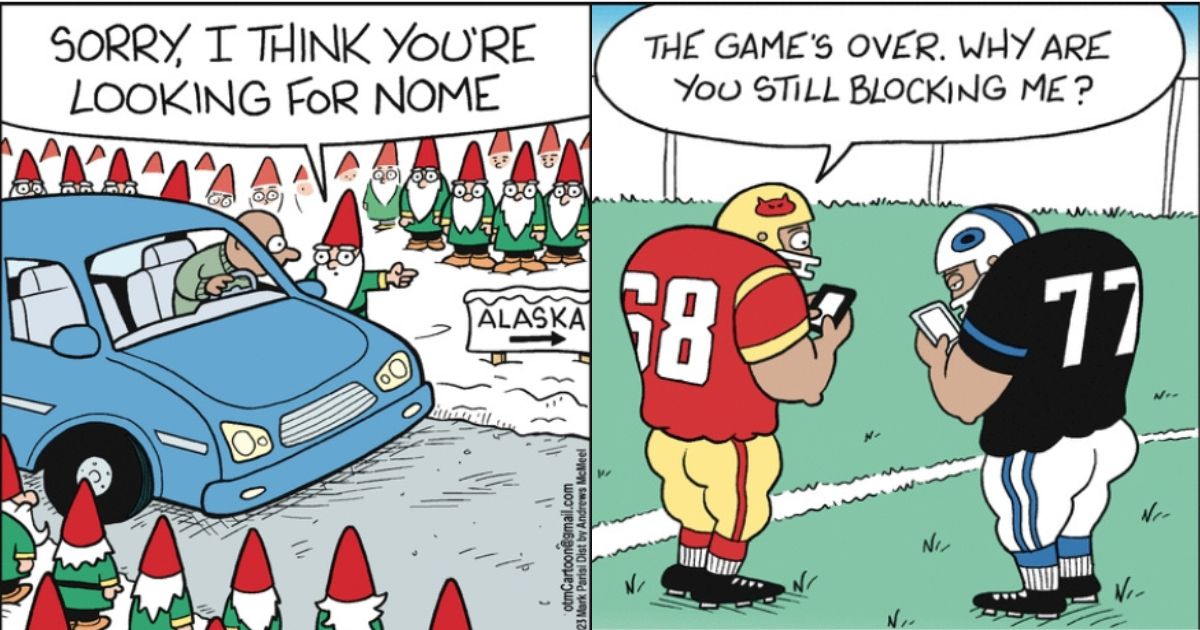 SORRY, I THINK YOU'RE
LOOKING FOR NOME
ALASKA
otmCartoon@gmail.com
23 Mark Parisi Dist by Andrews McMeel
THE GAME'S OVER. WHY ARE
YOU STILL BLOCKING ME?
68
77